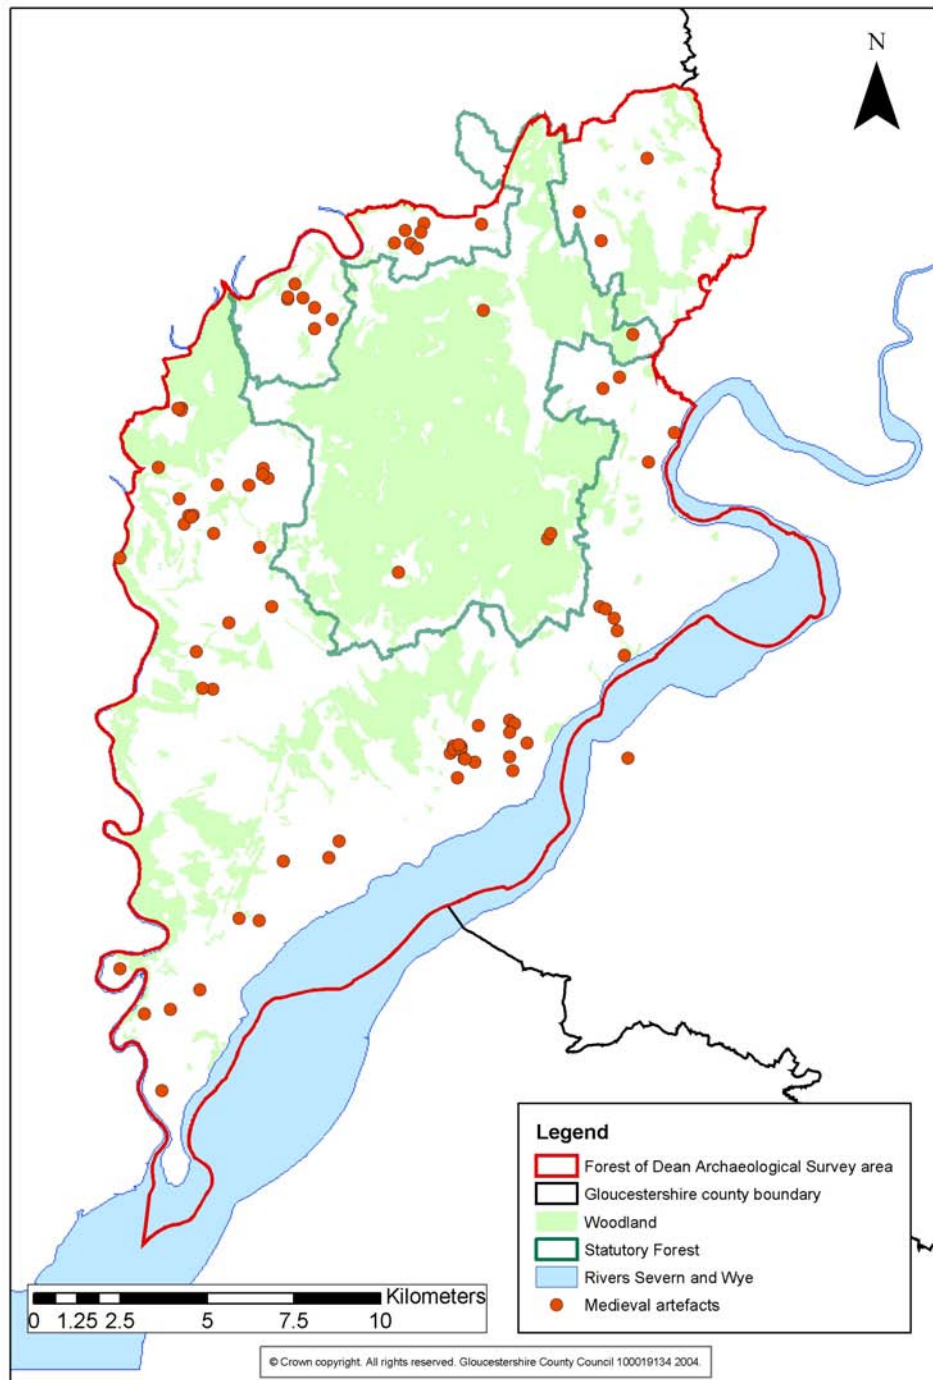 N
Legend
Forest of Dean Archaeological Survey area
Gloucestershire county boundary
Woodland
Statutory Forest
Rivers Severn and Wye
Medieval artefacts
Kilometers
0 1.25 2.5 5 7.5 10
© Crown copyright. All rights reserved. Gloucestershire County Council 100019134 2004.